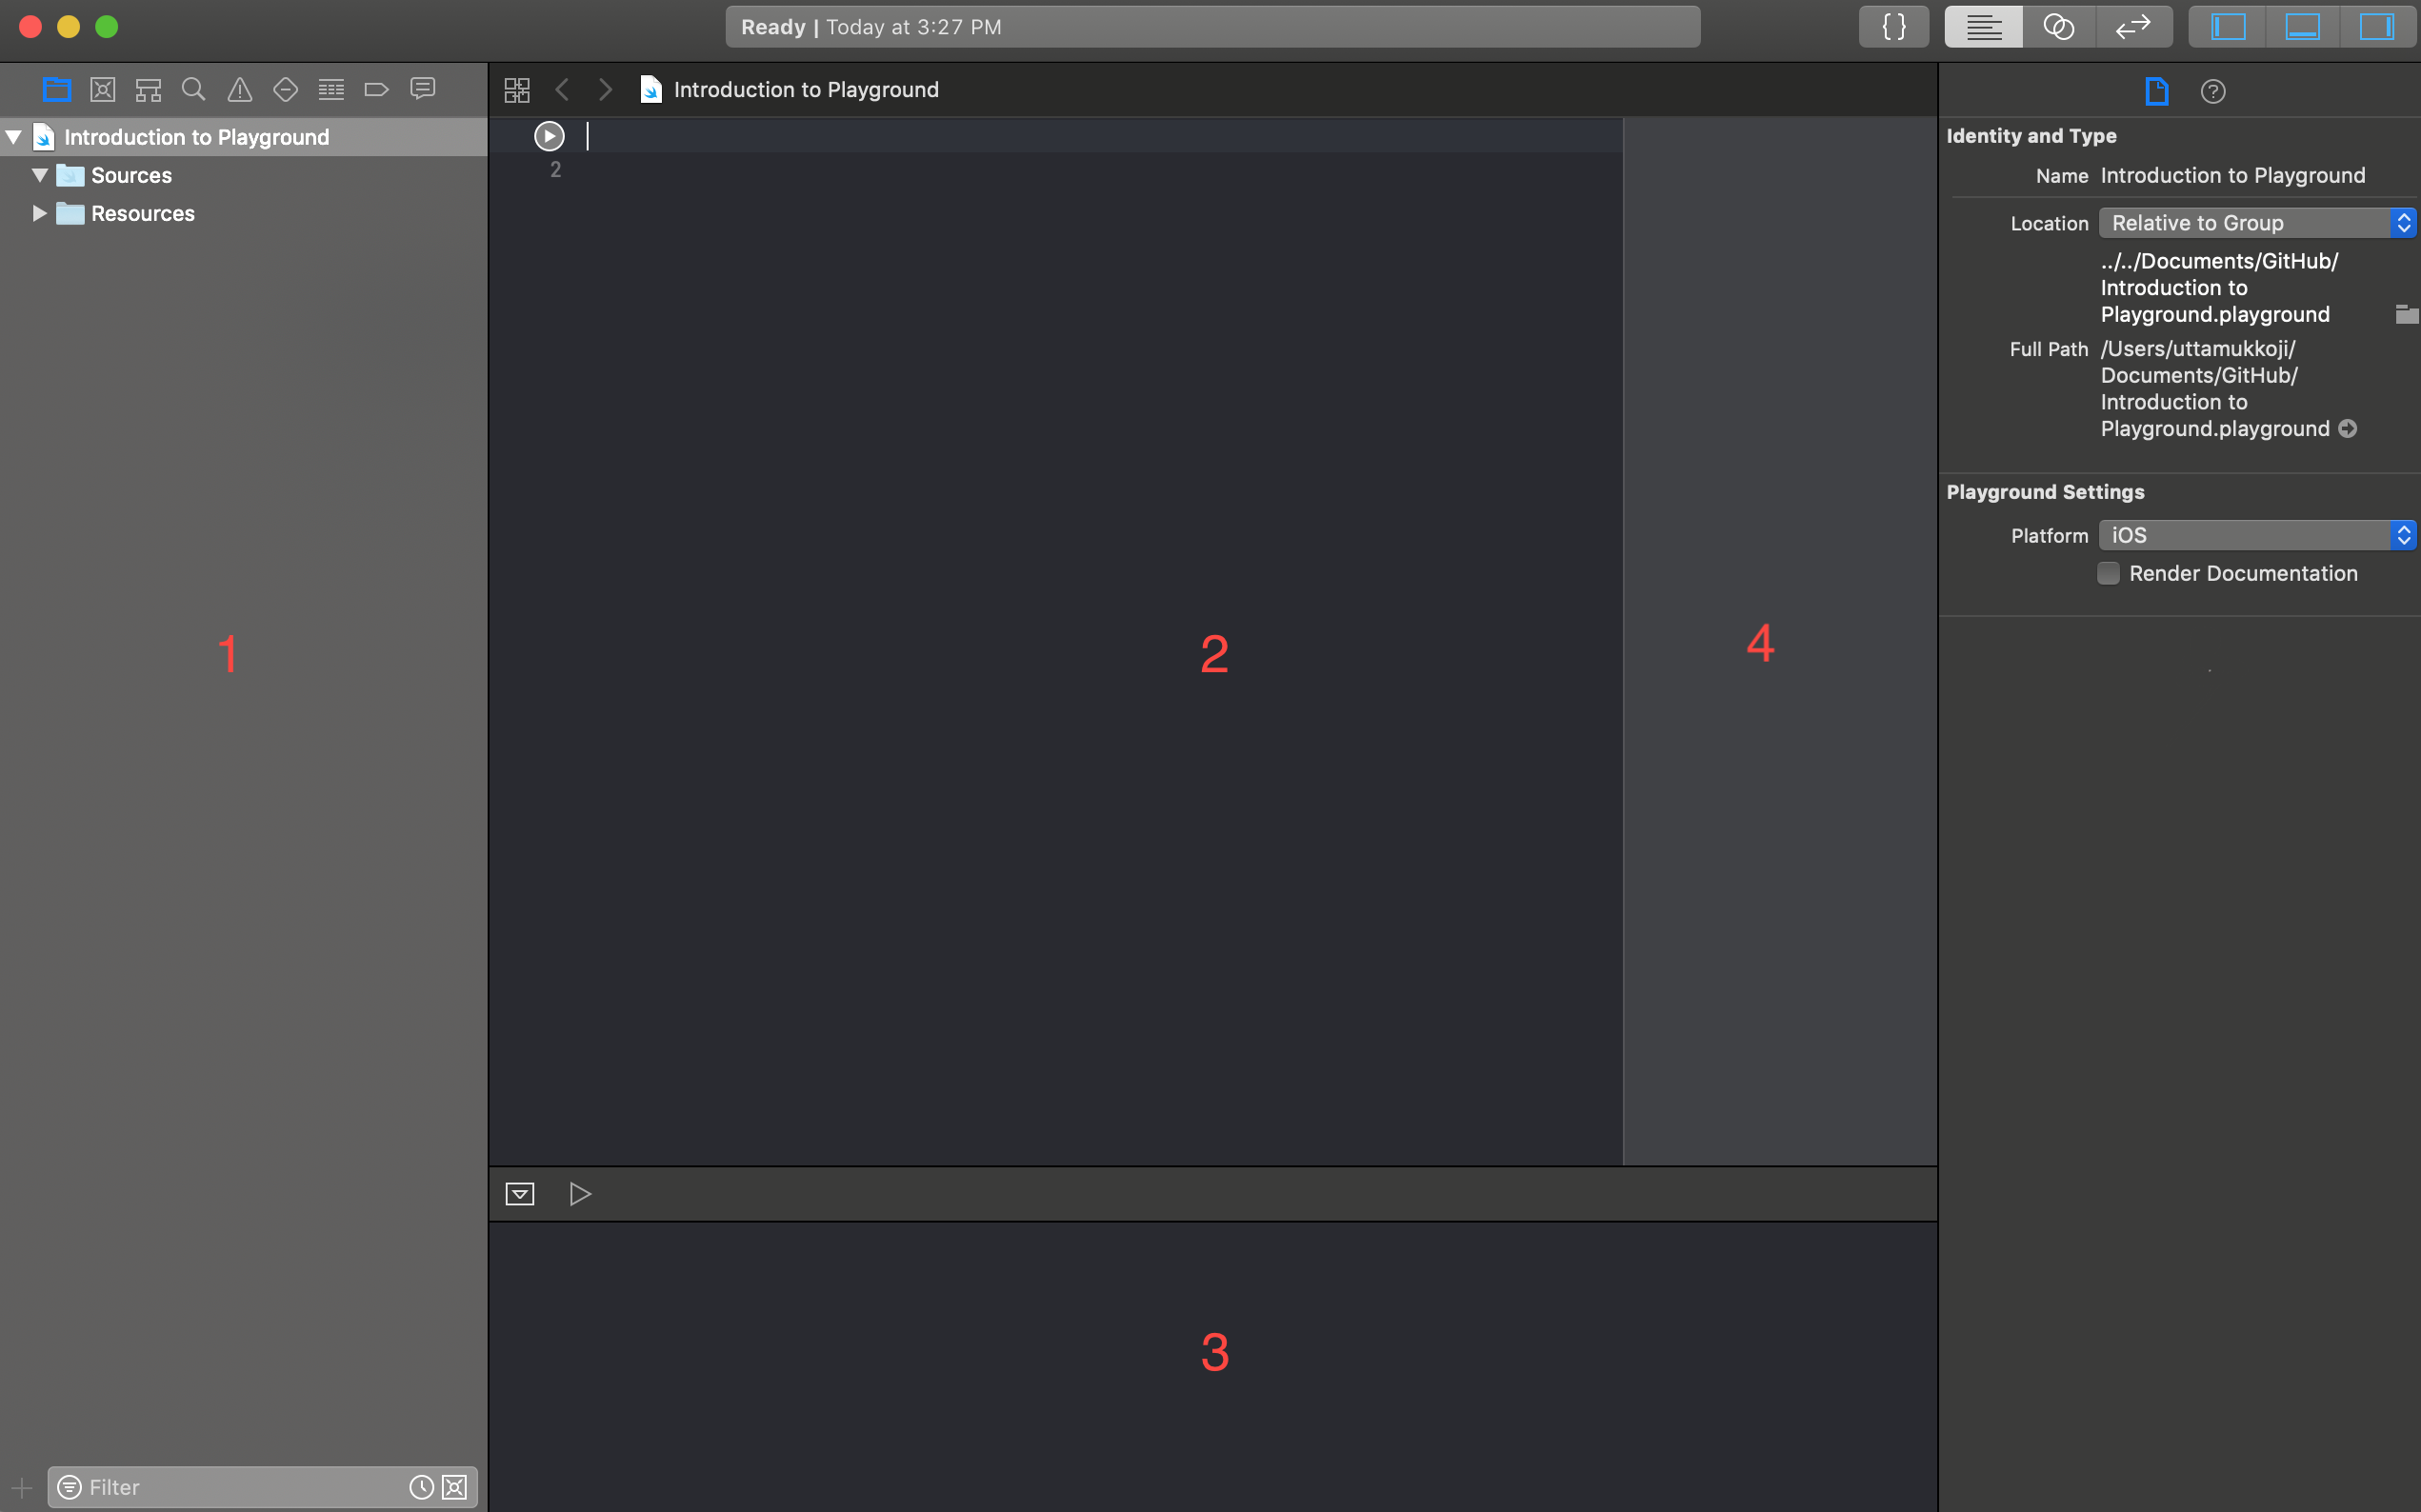 Ready | Today at 3:27 PM
{ }
Introduction to Playground
Introduction to Playground
Sources
Resources
2
1
2
4
3
Filter
Identity and Type
Name Introduction to Playground
Location Relative to Group
../../Documents/GitHub/
Introduction to
Playground.playground
Full Path /Users/uttamukkoji/
Documents/GitHub/
Introduction to
Playground.playground
Playground Settings
Platform iOS
Render Documentation